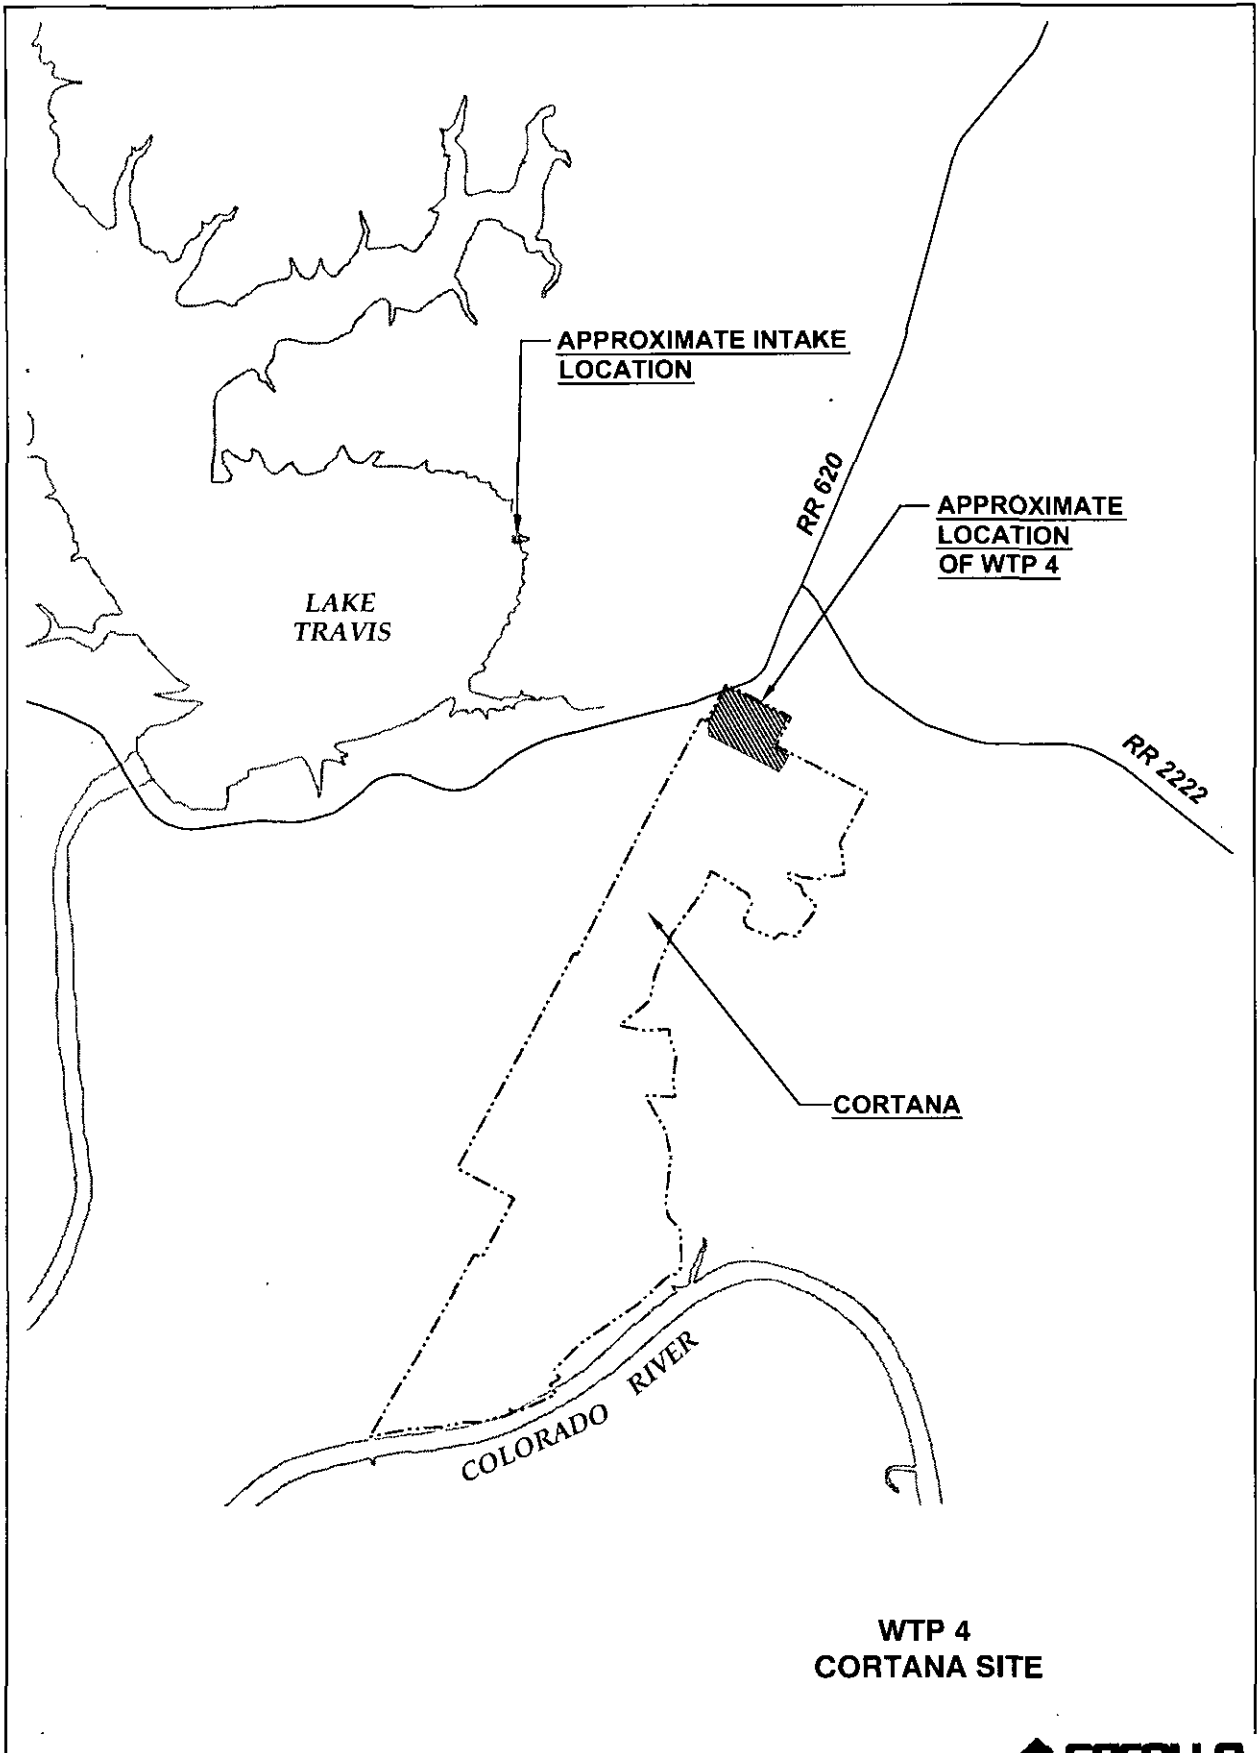 APPROXIMATE INTAKE
LOCATION
RR 620
APPROXIMATE
LOCATION
OF WTP 4
LAKE
TRAVIS
RR 2222
CORTANA
COLORADO RIVER
WTP 4
CORTANA SITE